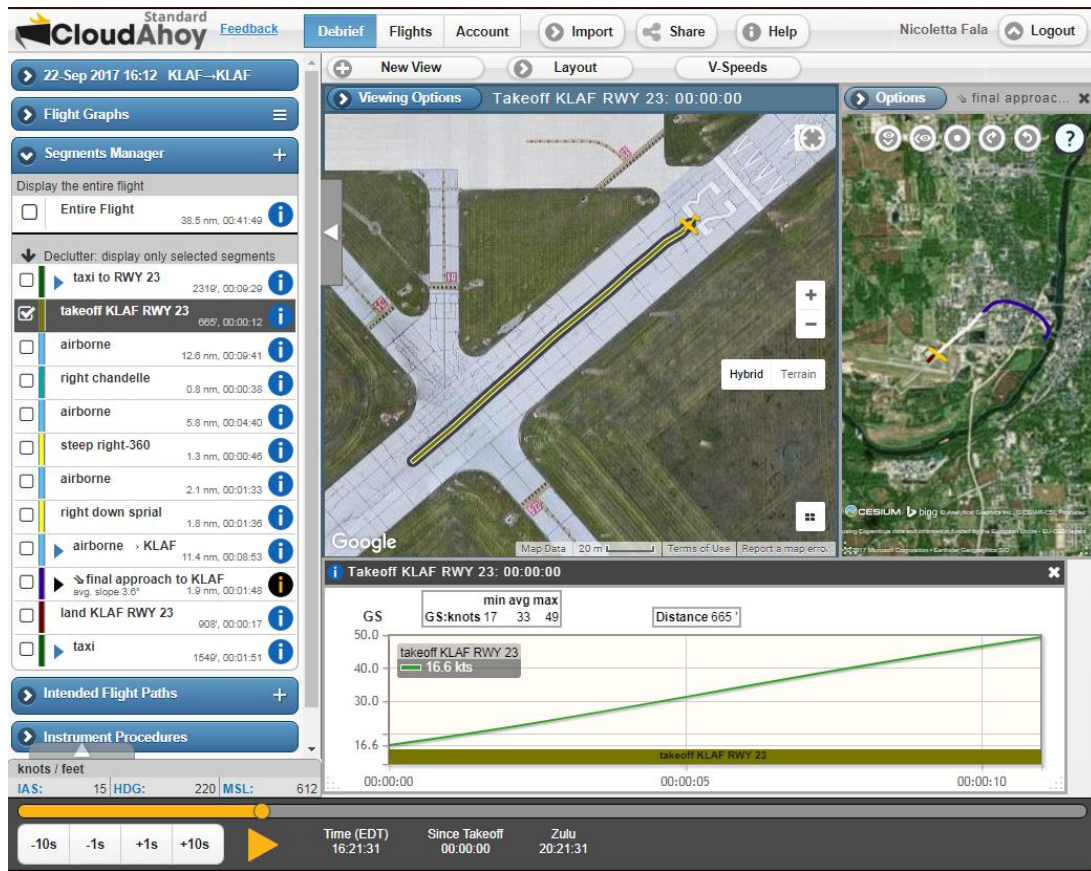 Standard
CloudAhoy
Feedback
Debrief Flights Account
Import
Share
Help
Nicoletta Fala
Logout
New View
Layout
V-Speeds
22-Sep 2017 16:12 KLAF→KLAF
Flight Graphs
Segments Manager
Display the entire flight
Entire Flight
38.5 nm, 00:41:49
Declutter: display only selected segments
taxi to RWY 23
2319', 00:09:29
takeoff KLAF RWY 23
665', 00:00:12
airborne
12.6 nm, 00:09:41
right chandelle
0.8 nm, 00:00:38
airborne
5.8 nm, 00:04:40
steep right-360
1.3 nm, 00:00:46
airborne
2.1 nm, 00:01:33
right down sprial
1.8 nm, 00:01:36
airborne › KLAF
11.4 nm, 00:08:53
final approach to KLAF
avg. slope 3.6° 1.9 nm, 00:01:48
land KLAF RWY 23
908', 00:00:17
taxi
1549', 00:01:51
Intended Flight Paths
Instrument Procedures
knots / feet
IAS: 15 HDG: 220 MSL: 612
Viewing Options Takeoff KLAF RWY 23: 00:00:00
23
Hybrid Terrain
Google
Map Data 20 m Terms of Use Report a map erro
Options final approac...
?
CESIUM bing
Takeoff KLAF RWY 23: 00:00:00
min avg max
GS:knots 17 33 49
Distance 665 '
GS
50.0
takeoff KLAF RWY 23
16.6 kts
40.0
30.0
16.6
takeoff KLAF RWY 23
00:00:00 00:00:05 00:00:10
-10s -1s +1s +10s
Time (EDT) Since Takeoff Zulu
16:21:31 00:00:00 20:21:31